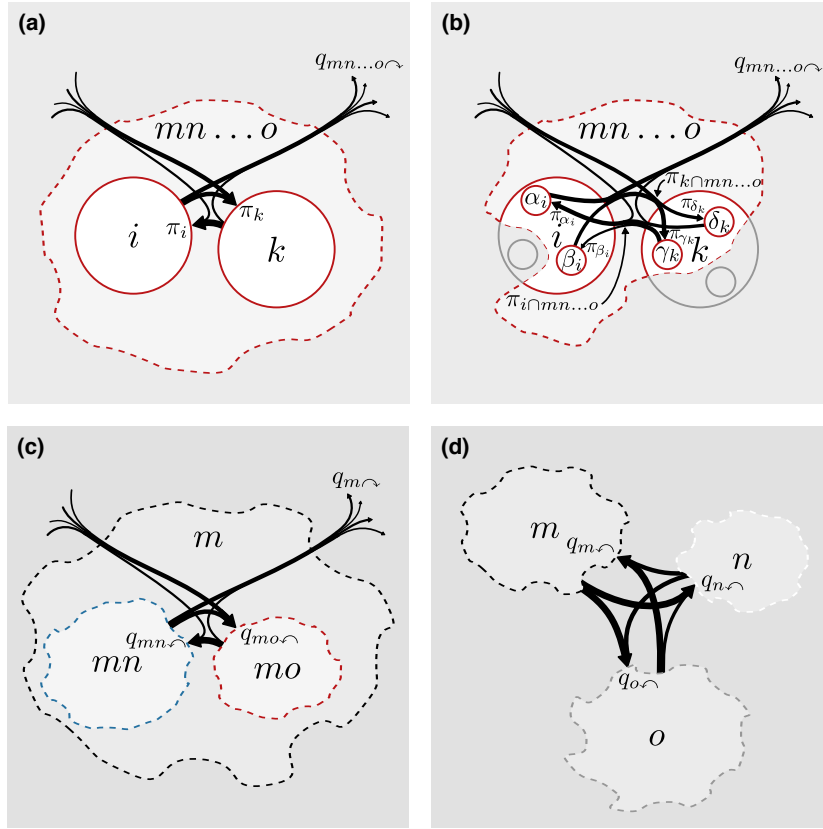 (a)
q_{mn...o↷}
mn...o
i
π_i
π_k
k
(b)
q_{mn...o↷}
mn...o
π_{k∩mn...o}
α_i
π_{α_i}
i
β_i
π_{β_i}
π_{δ_k}
δ_k
π_{γ_k}
γ_k
k
π_{i∩mn...o}
(c)
q_{m↷}
m
q_{mn↶}
q_{mo↶}
mn
mo
(d)
m
q_{m↶}
n
q_{n↶}
q_{o↶}
o